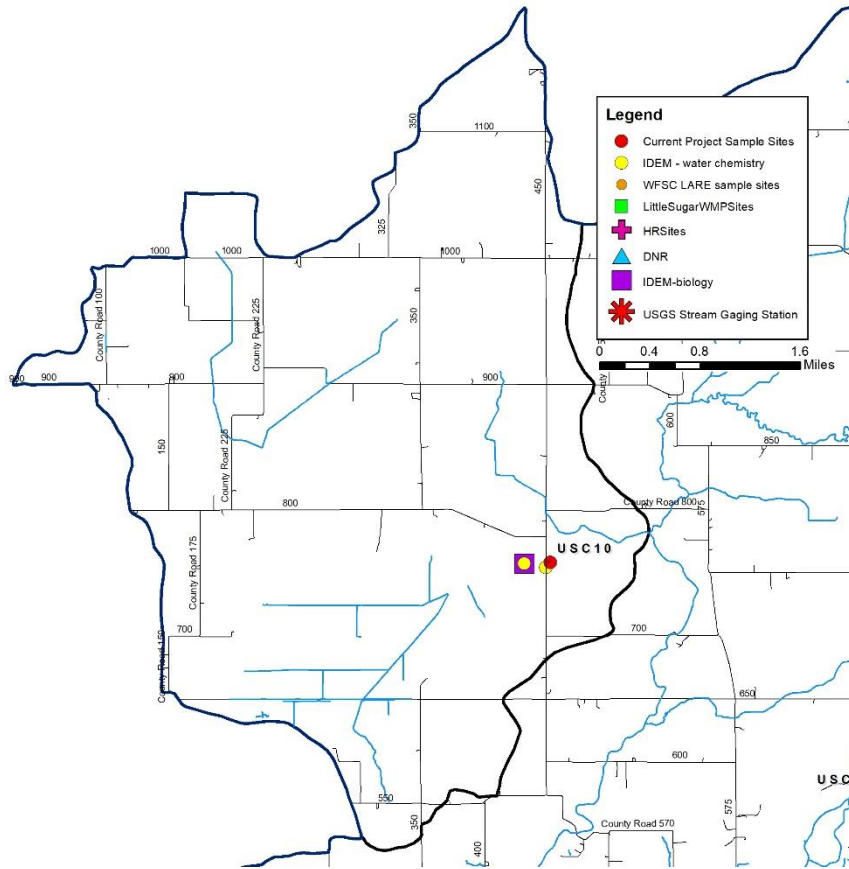 350
1100
450
Legend
Current Project Sample Sites
IDEM - water chemistry
WFSC LARE sample sites
LittleSugarWMPSites
HRSites
DNR
IDEM-biology
USGS Stream Gaging Station
0 0.4 0.8 1.6
Miles
325
1000 1000 1000
County Road 100
County Road 225
350
900 900 800 900
County
600
850
150
County Road 225
800
County Road 800
575
USC10
County Road 175
700
700
County Road 150
650
600
USC
550
350
575
County Road 570
400